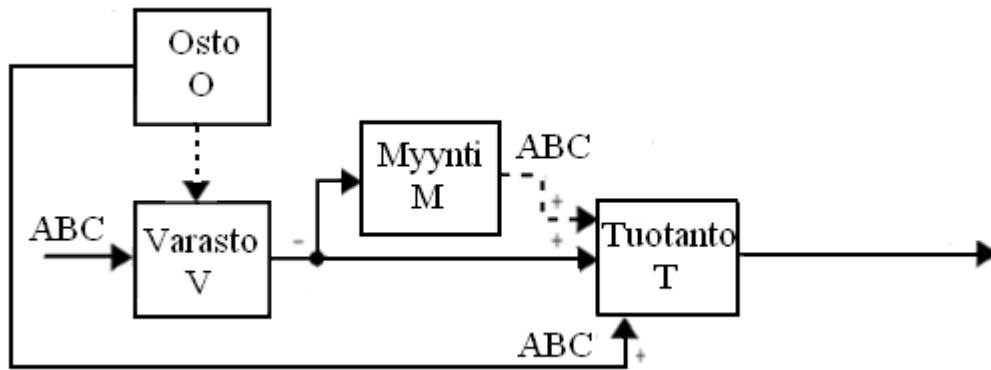 Osto
O
Myynti
M
ABC
+
ABC
Varasto
V
-
+
Tuotanto
T
ABC
+